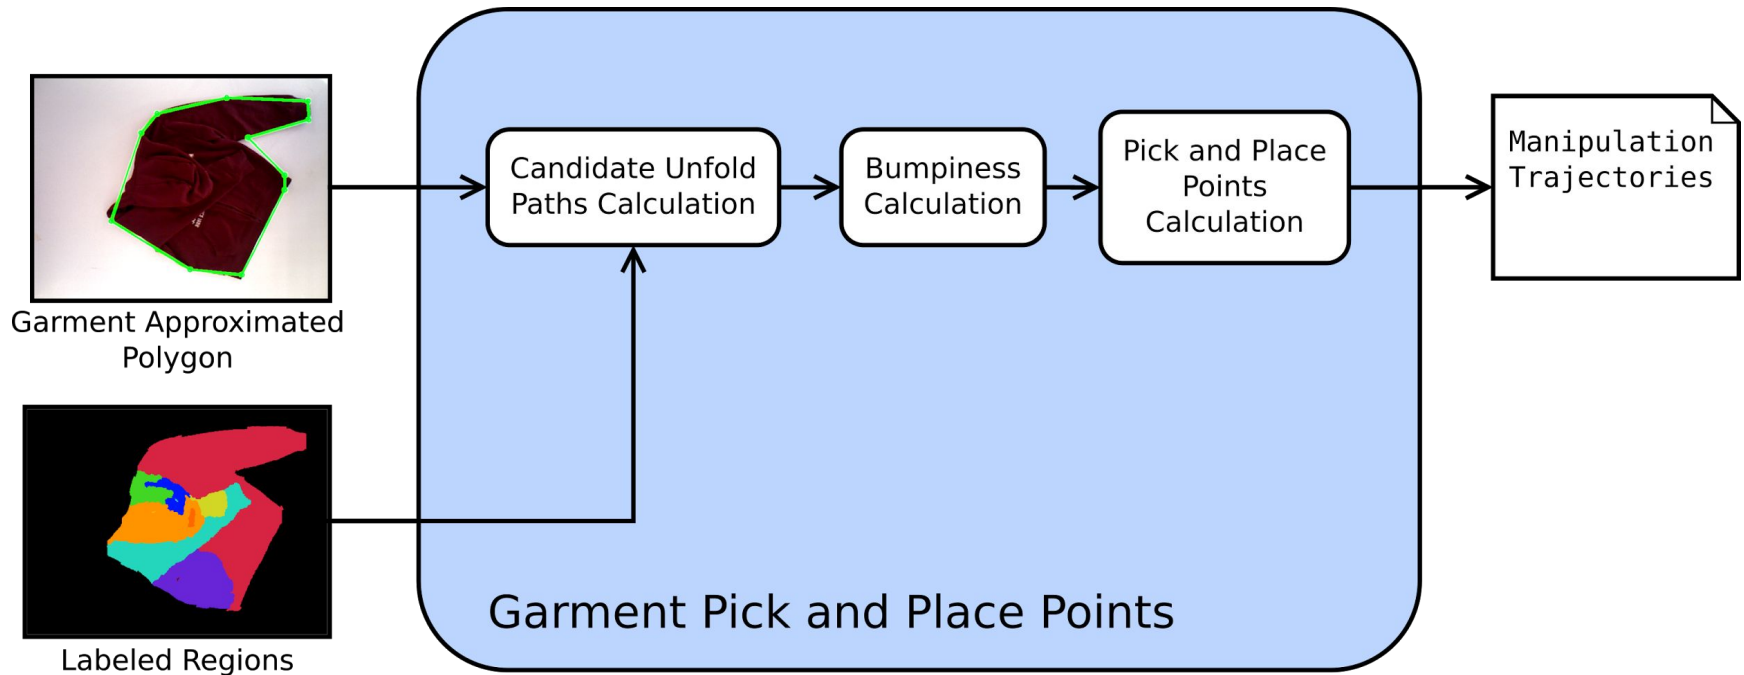 Garment Approximated
Polygon
Labeled Regions
Candidate Unfold
Paths Calculation
Bumpiness
Calculation
Pick and Place
Points
Calculation
Garment Pick and Place Points
Manipulation
Trajectories